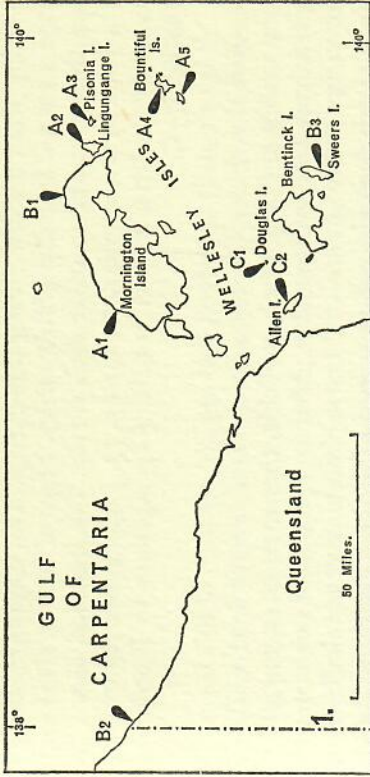 138°
140°
GULF
OF
CARPENTARIA
B1
A2
A3
Pisonia I.
Lingungange I.
A1
Mornington
Island
Bountiful
Is.
A4
A5
WELLESLEY ISLES
B2
C1
Douglas I.
C2
Allen I.
Bentinck I.
B3
Sweers I.
Queensland
50 Miles.
1.
140°